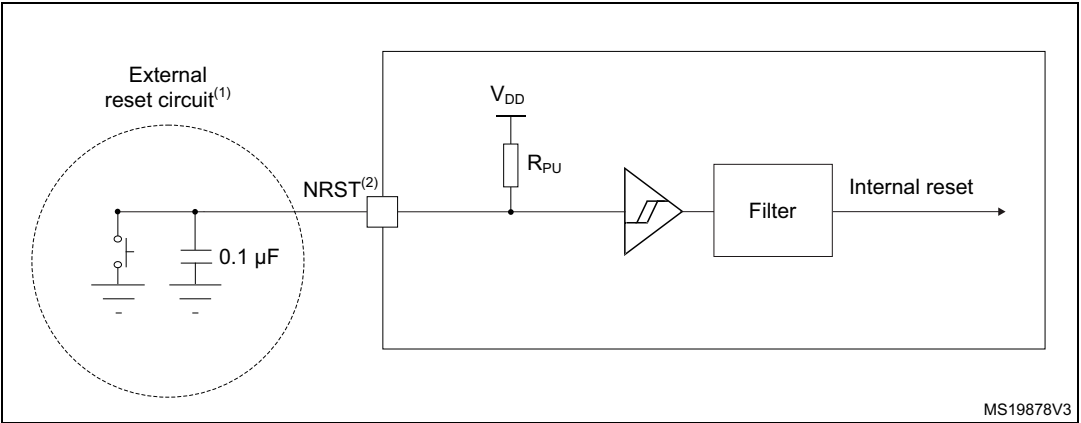 External
reset circuit(1)
VDD
RPU
NRST(2)
Filter
Internal reset
0.1 µF
MS19878V3